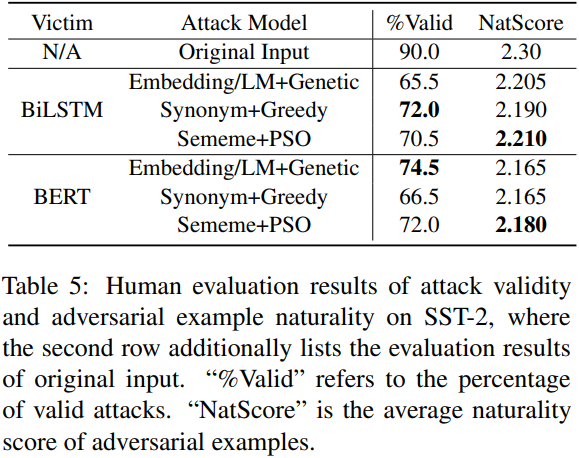 Victim Attack Model %Valid NatScore
N/A Original Input 90.0 2.30
Embedding/LM+Genetic 65.5 2.205
BiLSTM Synonym+Greedy 72.0 2.190
Sememe+PSO 70.5 2.210
Embedding/LM+Genetic 74.5 2.165
BERT Synonym+Greedy 66.5 2.165
Sememe+PSO 72.0 2.180
Table 5: Human evaluation results of attack validity
and adversarial example naturality on SST-2, where
the second row additionally lists the evaluation results
of original input. “%Valid” refers to the percentage
of valid attacks. “NatScore” is the average naturality
score of adversarial examples.